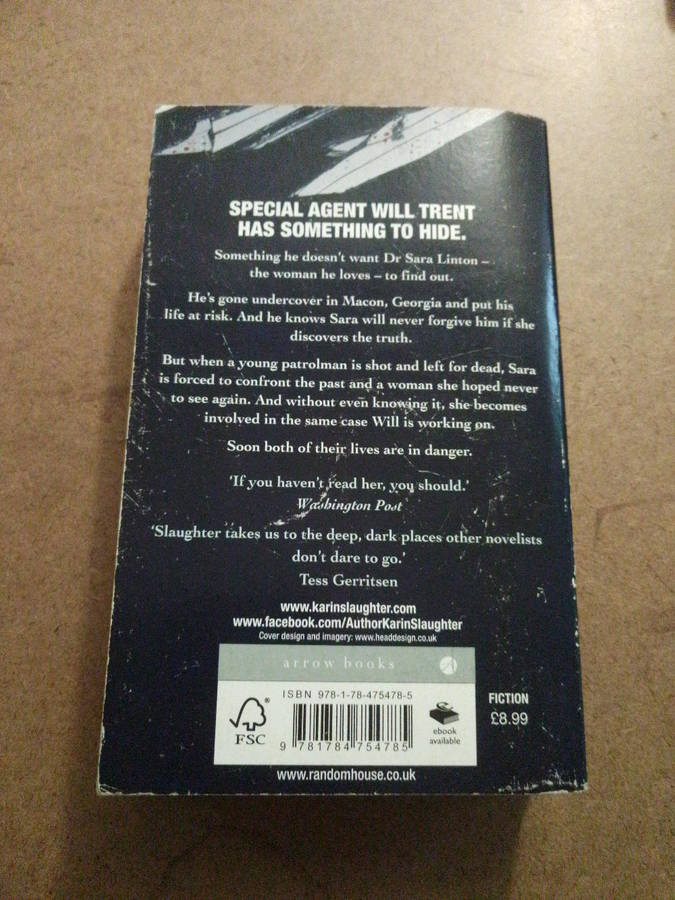 SPECIAL AGENT WILL TRENT
HAS SOMETHING TO HIDE.
Something he doesn't want Dr Sara Linton –
the woman he loves – to find out.
He's gone undercover in Macon, Georgia and put his
life at risk. And he knows Sara will never forgive him if she
discovers the truth.
But when a young patrolman is shot and left for dead, Sara
is forced to confront the past and a woman she hoped never
to see again. And without even knowing it, she becomes
involved in the same case Will is working on.
Soon both of their lives are in danger.
'If you haven't read her, you should.'
Washington Post
'Slaughter takes us to the deep, dark places other novelists
don't dare to go.'
Tess Gerritsen
www.karinslaughter.com
www.facebook.com/AuthorKarinSlaughter
Cover design and imagery: www.headdesign.co.uk
arrow books
ISBN 978-1-78-475478-5
FSC®
9 781784 754785
ebook
available
FICTION
£8.99
www.randomhouse.co.uk